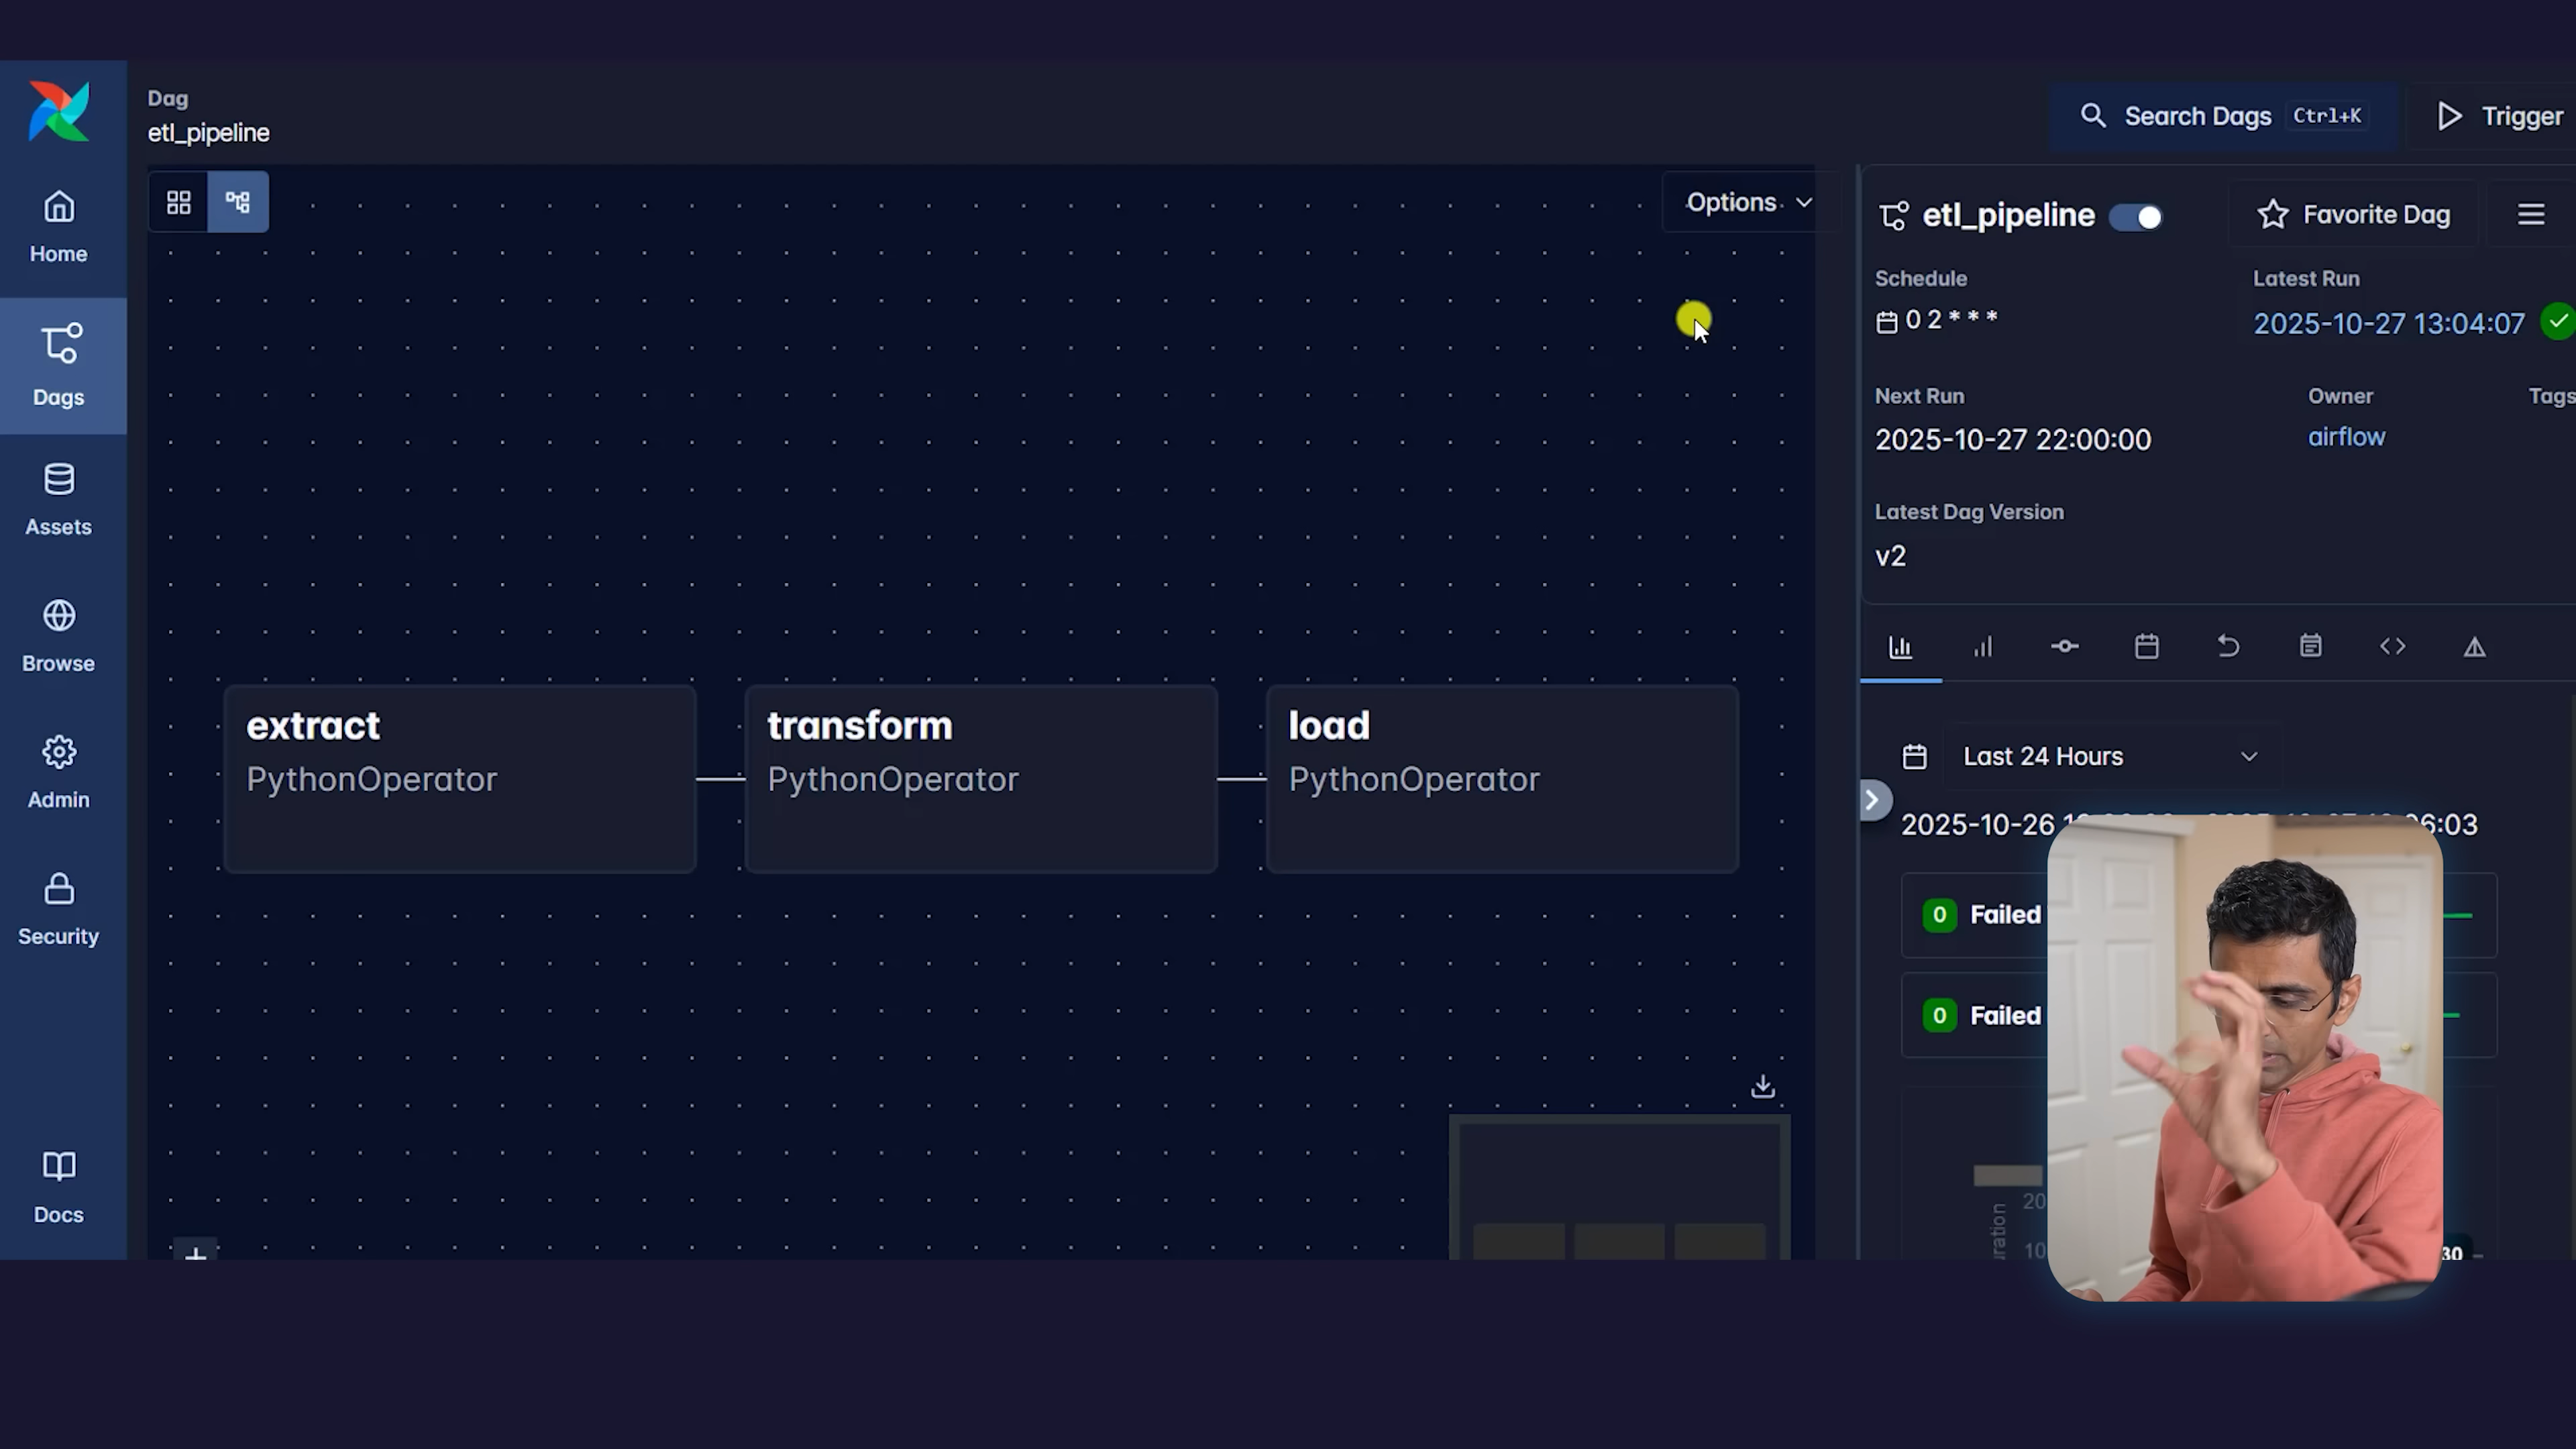 Dag
etl_pipeline
Search Dags Ctrl+K
Trigger
Home
Dags
Assets
Browse
Admin
Security
Docs
Options
extract
PythonOperator
transform
PythonOperator
load
PythonOperator
etl_pipeline
Favorite Dag
Schedule
0 2 * * *
Latest Run
2025-10-27 13:04:07
Next Run
2025-10-27 22:00:00
Owner
airflow
Tags
Latest Dag Version
v2
Last 24 Hours
2025-10-26
6:03
0 Failed
0 Failed
20
10
30